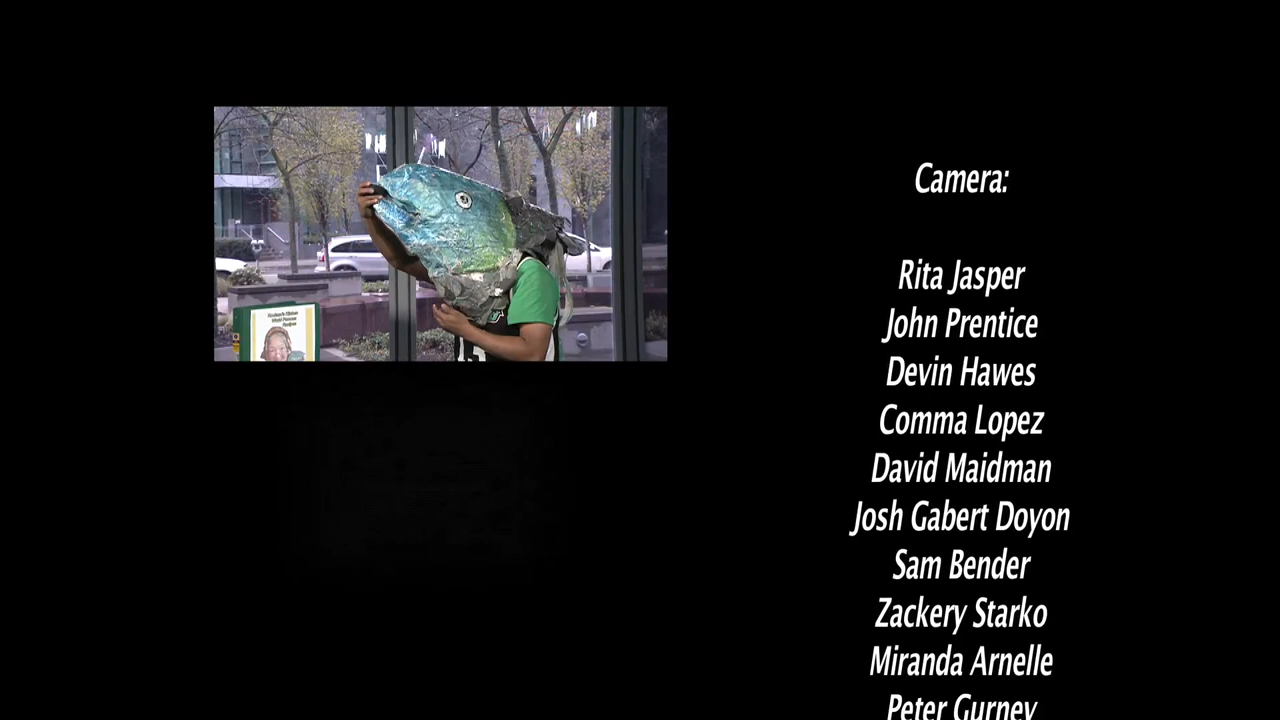 Camera:
Rita Jasper
John Prentice
Devin Hawes
Comma Lopez
David Maidman
Josh Gabert Doyon
Sam Bender
Zackery Starko
Miranda Arnelle
Peter Gurney